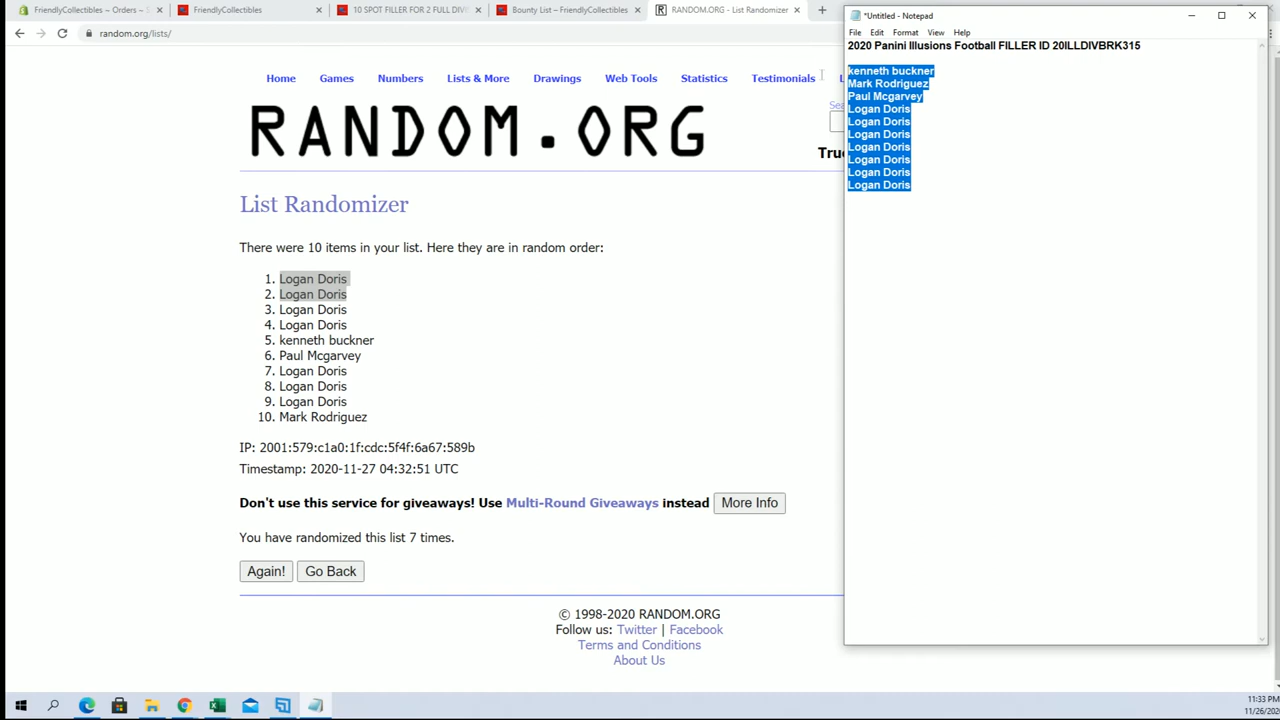 FriendlyCollectibles ~ Orders ~ S
FriendlyCollectibles
10 SPOT FILLER FOR 2 FULL DIVI
Bounty List – FriendlyCollectibles
RANDOM.ORG - List Randomizer
random.org/lists/
Home Games Numbers Lists & More Drawings Web Tools Statistics Testimonials L
RANDOM.ORG
Sea
Tru
List Randomizer
There were 10 items in your list. Here they are in random order:
1. Logan Doris
2. Logan Doris
3. Logan Doris
4. Logan Doris
5. kenneth buckner
6. Paul Mcgarvey
7. Logan Doris
8. Logan Doris
9. Logan Doris
10. Mark Rodriguez
IP: 2001:579:c1a0:1f:cdc:5f4f:6a67:589b
Timestamp: 2020-11-27 04:32:51 UTC
Don't use this service for giveaways! Use Multi-Round Giveaways instead More Info
You have randomized this list 7 times.
Again! Go Back
© 1998-2020 RANDOM.ORG
Follow us: Twitter | Facebook
Terms and Conditions
About Us
*Untitled - Notepad
File Edit Format View Help
2020 Panini Illusions Football FILLER ID 20ILLDIVBRK315
kenneth buckner
Mark Rodriguez
Paul Mcgarvey
Logan Doris
Logan Doris
Logan Doris
Logan Doris
Logan Doris
Logan Doris
Logan Doris
11:33 PM
11/26/202